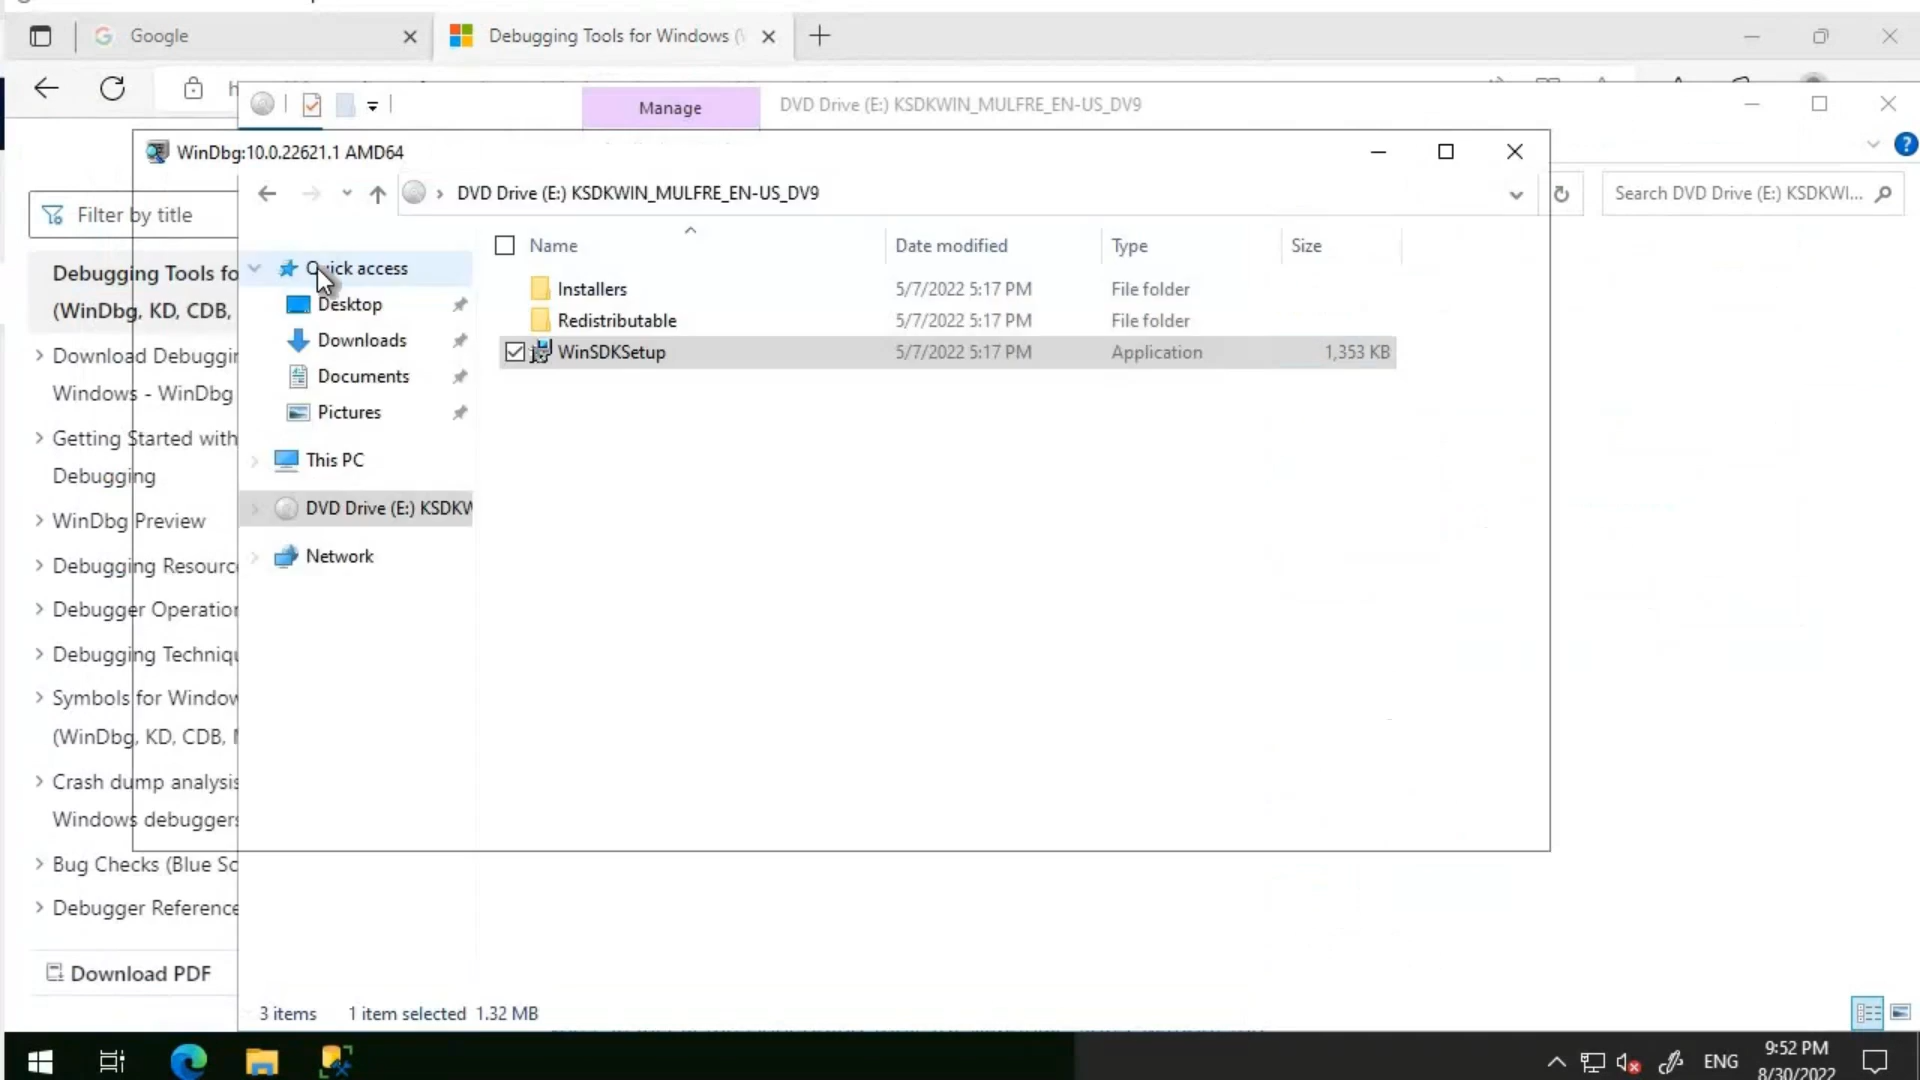 Google
Debugging Tools for Windows (
Manage
DVD Drive (E:) KSDKWIN_MULFRE_EN-US_DV9
WinDbg:10.0.22621.1 AMD64
DVD Drive (E:) KSDKWIN_MULFRE_EN-US_DV9
Search DVD Drive (E:) KSDKWI...
Filter by title
Name
Date modified
Type
Size
Debugging Tools fo
(WinDbg, KD, CDB,
Download Debuggin
Windows - WinDbg
Getting Started with
Debugging
WinDbg Preview
Debugging Resourc
Debugger Operation
Debugging Techniqu
Symbols for Window
(WinDbg, KD, CDB,
Crash dump analysis
Windows debuggers
Bug Checks (Blue Sc
Debugger Reference
Download PDF
Quick access
Desktop
Downloads
Documents
Pictures
This PC
DVD Drive (E:) KSDKW
Network
Installers 5/7/2022 5:17 PM File folder
Redistributable 5/7/2022 5:17 PM File folder
WinSDKSetup 5/7/2022 5:17 PM Application 1,353 KB
3 items 1 item selected 1.32 MB
ENG
9:52 PM
8/30/2022